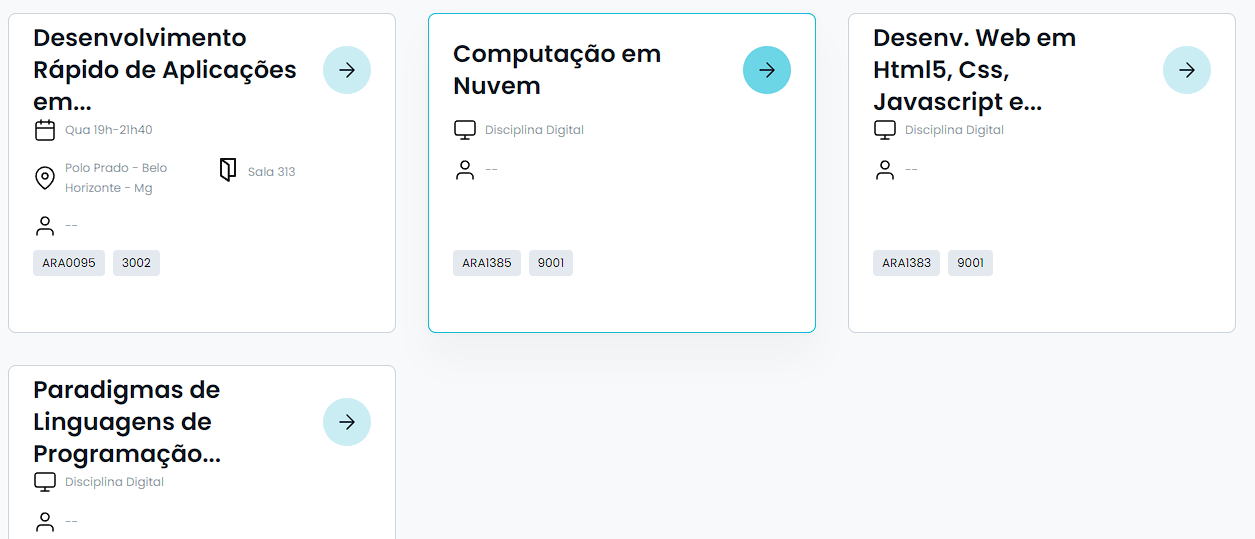 Desenvolvimento
Rápido de Aplicações
em...
Qua 19h-21h40
Polo Prado - Belo
Horizonte - Mg
Sala 313
--
ARA0095
3002
Computação em
Nuvem
Disciplina Digital
--
ARA1385
9001
Desenv. Web em
Html5, Css,
Javascript e...
Disciplina Digital
--
ARA1383
9001
Paradigmas de
Linguagens de
Programação...
Disciplina Digital
--